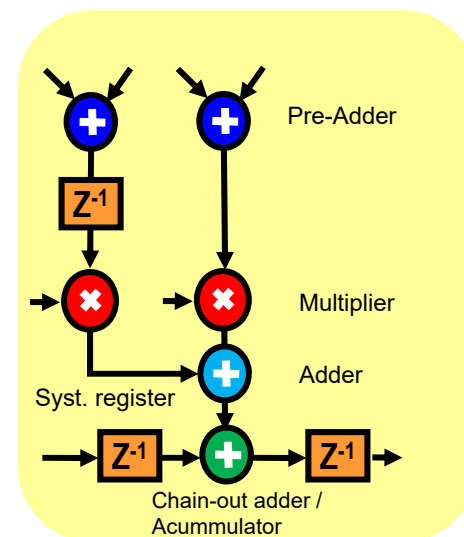 Pre-Adder
Z-1
Multiplier
Adder
Syst. register
Z-1
Z-1
Chain-out adder /
Acummulator